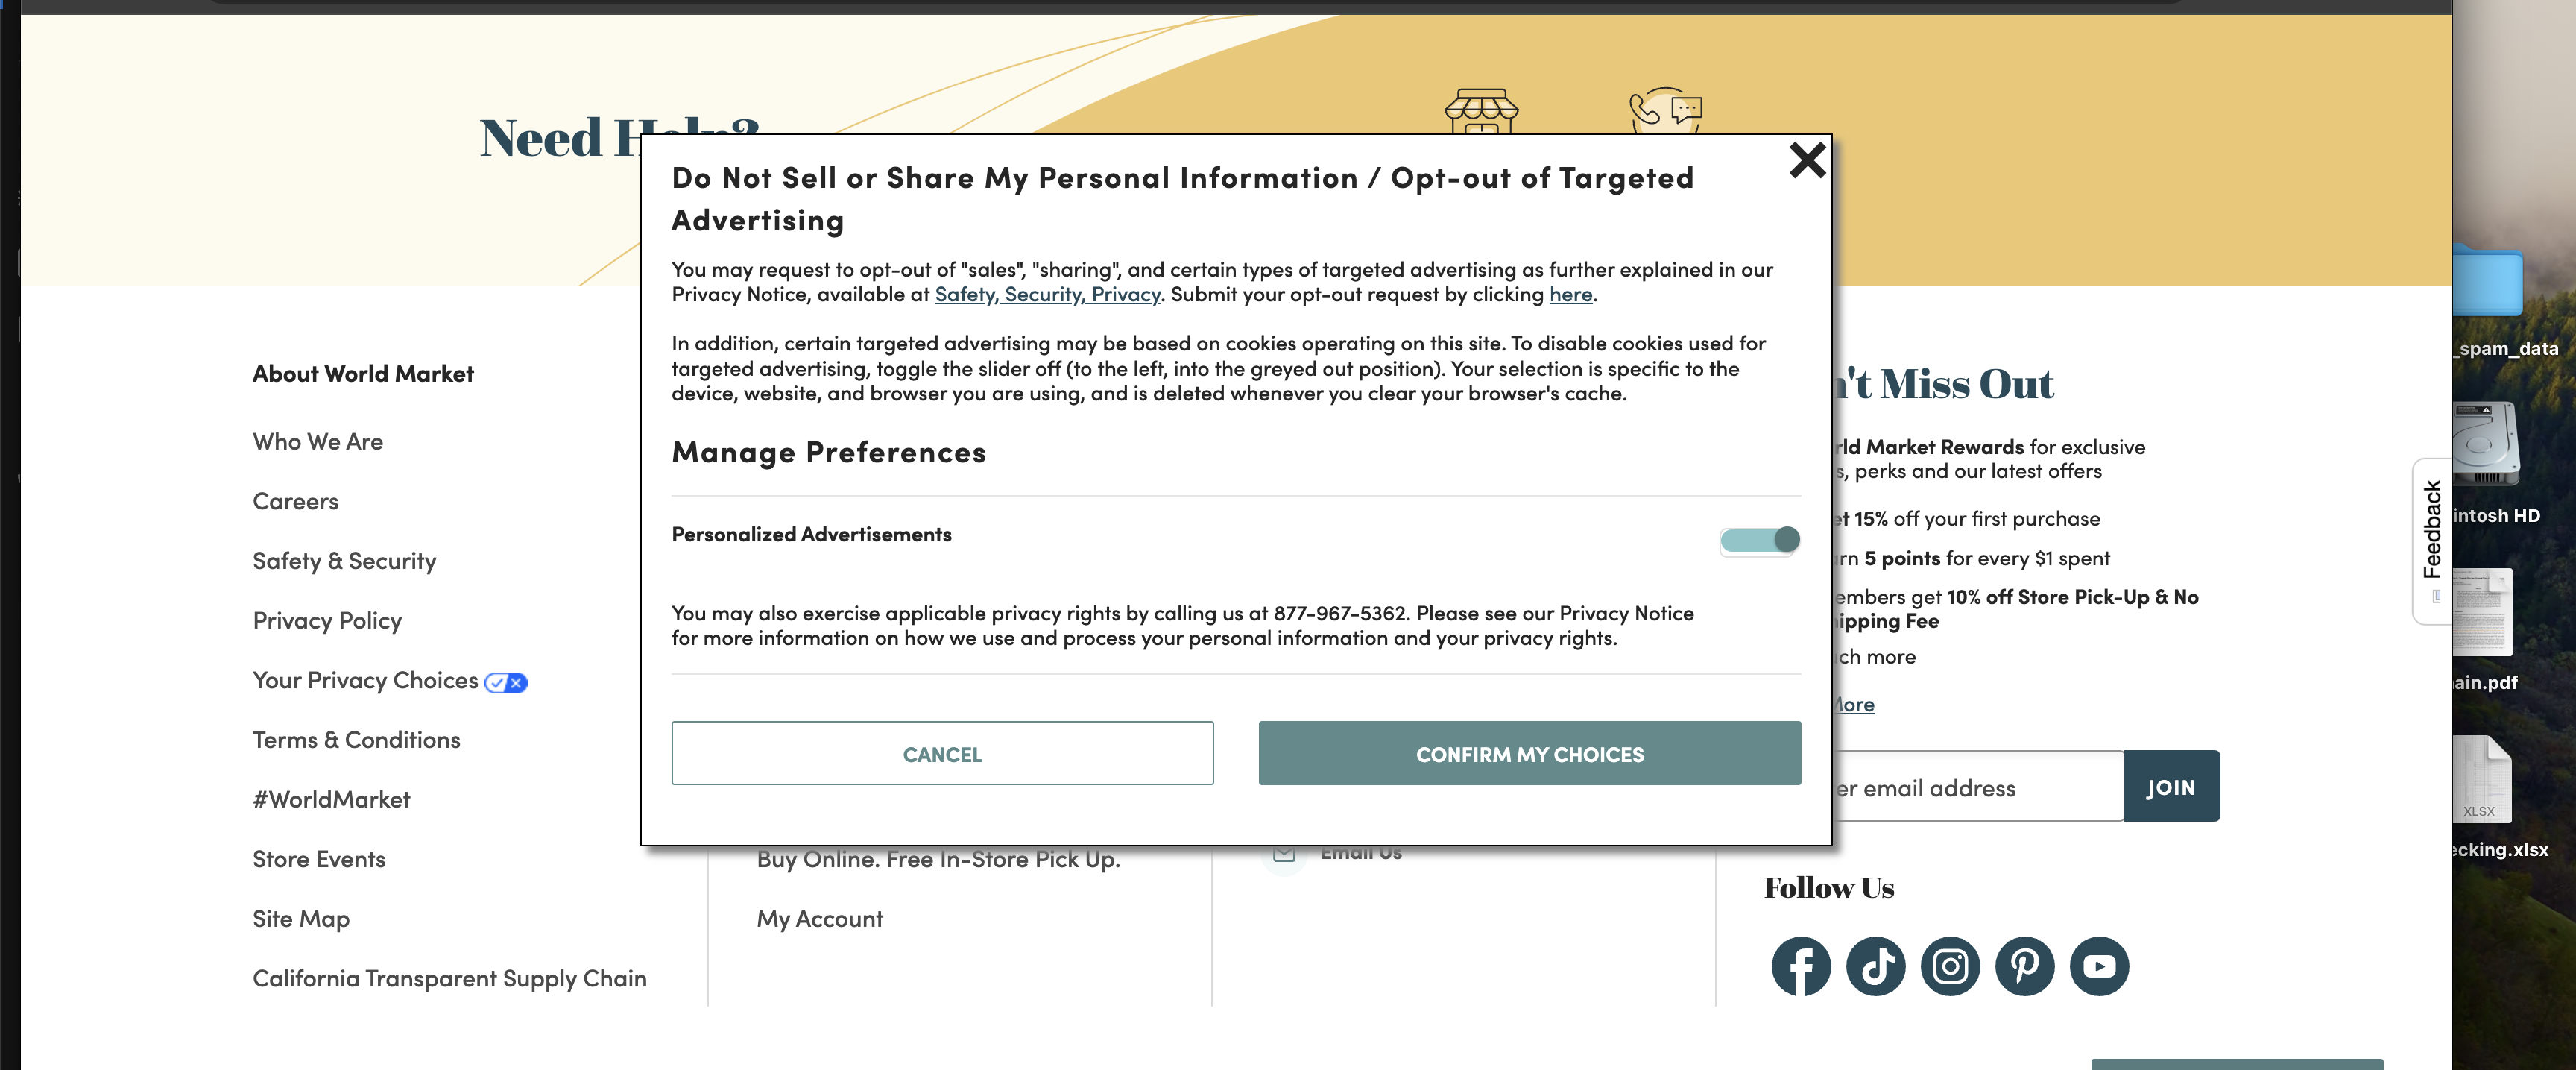 Need
Do Not Sell or Share My Personal Information / Opt-out of Targeted
Advertising
You may request to opt-out of "sales", "sharing", and certain types of targeted advertising as further explained in our
Privacy Notice, available at Safety, Security, Privacy. Submit your opt-out request by clicking here.
In addition, certain targeted advertising may be based on cookies operating on this site. To disable cookies used for
targeted advertising, toggle the slider off (to the left, into the greyed out position). Your selection is specific to the
device, website, and browser you are using, and is deleted whenever you clear your browser's cache.
Manage Preferences
Personalized Advertisements
You may also exercise applicable privacy rights by calling us at 877-967-5362. Please see our Privacy Notice
for more information on how we use and process your personal information and your privacy rights.
CANCEL
CONFIRM MY CHOICES
About World Market
Who We Are
Careers
Safety & Security
Privacy Policy
Your Privacy Choices
Terms & Conditions
#WorldMarket
Store Events
Site Map
California Transparent Supply Chain
Buy Online. Free In-Store Pick Up.
My Account
Email Us
n't Miss Out
rld Market Rewards for exclusive
s, perks and our latest offers
et 15% off your first purchase
arn 5 points for every $1 spent
embers get 10% off Store Pick-Up & No
ipping Fee
ch more
More
er email address
JOIN
Follow Us
Feedback
_spam_data
intosh HD
ain.pdf
XLSX
ecking.xlsx